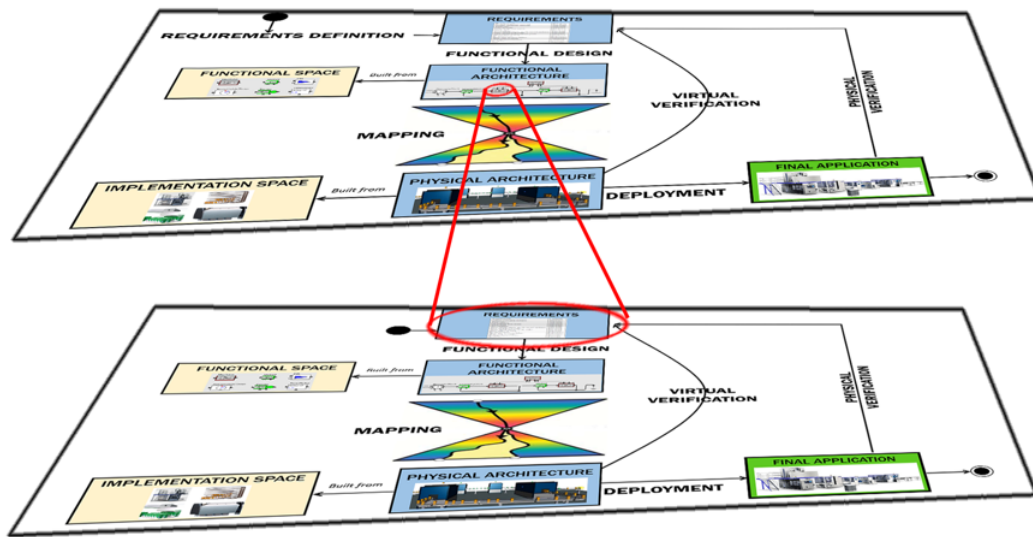 REQUIREMENTS
REQUIREMENTS DEFINITION
FUNCTIONAL DESIGN
FUNCTIONAL SPACE
Built from
FUNCTIONAL
ARCHITECTURE
VIRTUAL
VERIFICATION
PHYSICAL
VERIFICATION
MAPPING
IMPLEMENTATION SPACE
Built from
PHYSICAL ARCHITECTURE
DEPLOYMENT
FINAL APPLICATION
REQUIREMENTS
FUNCTIONAL DESIGN
FUNCTIONAL SPACE
Built from
FUNCTIONAL
ARCHITECTURE
VIRTUAL
VERIFICATION
PHYSICAL
VERIFICATION
MAPPING
IMPLEMENTATION SPACE
Built from
PHYSICAL ARCHITECTURE
DEPLOYMENT
FINAL APPLICATION